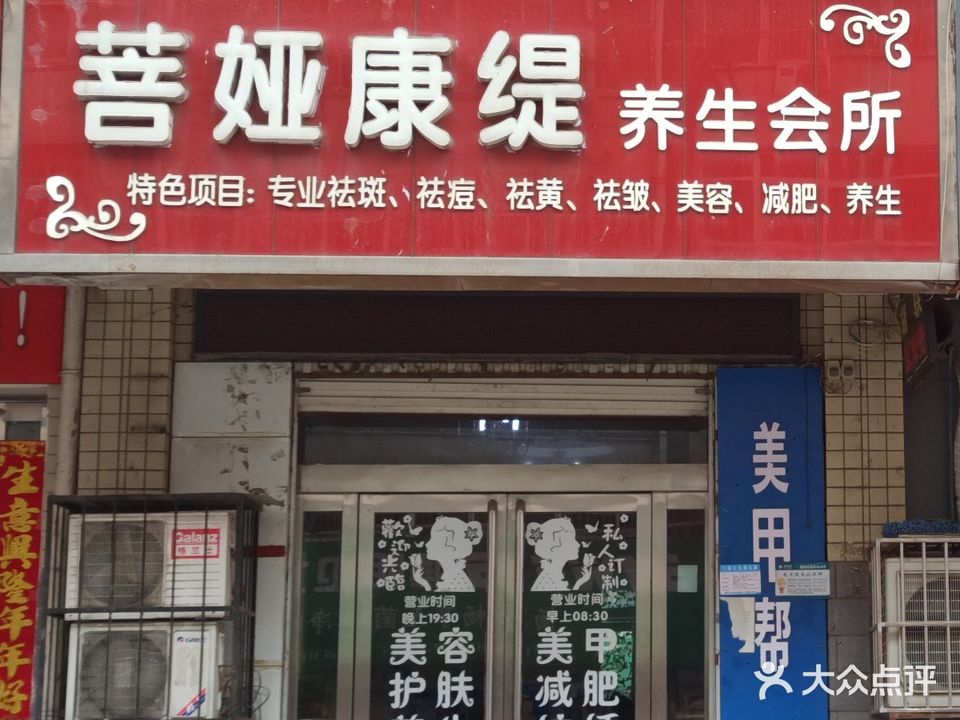 菩娅康缇 养生会所
特色项目: 专业祛斑、祛痘、祛黄、祛皱、美容、减肥、养生
生意興隆年年好
Galanz
格兰仕
GREE
歡迎光臨
营业时间
晚上19:30
美容
护肤
私人订制
营业时间
早上08:30
美甲
减肥
美甲帮
大众点评